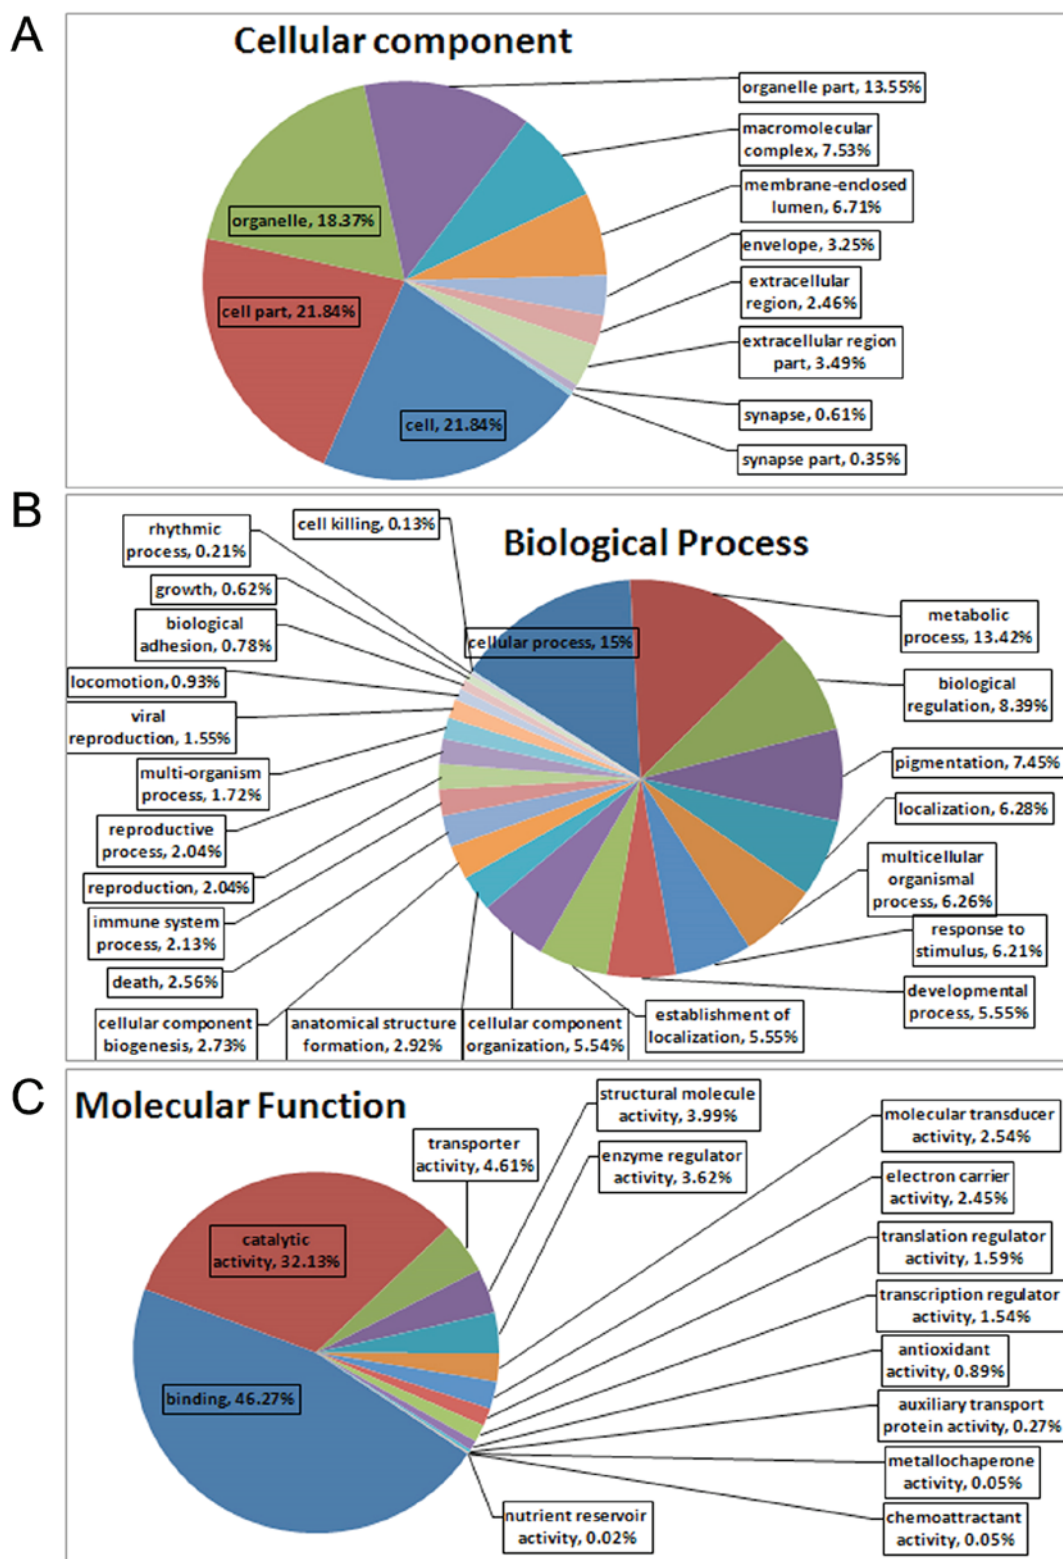 A
Cellular component
organelle part, 13.55%
macromolecular
complex, 7.53%
membrane-enclosed
lumen, 6.71%
organelle, 18.37%
envelope, 3.25%
extracellular
region, 2.46%
cell part, 21.84%
extracellular region
part, 3.49%
cell, 21.84%
synapse, 0.61%
synapse part, 0.35%
B
Biological Process
cell killing, 0.13%
rhythmic
process, 0.21%
growth, 0.62%
biological
adhesion, 0.78%
locomotion, 0.93%
viral
reproduction, 1.55%
multi-organism
process, 1.72%
reproductive
process, 2.04%
reproduction, 2.04%
immune system
process, 2.13%
death, 2.56%
cellular component
biogenesis, 2.73%
anatomical structure
formation, 2.92%
cellular component
organization, 5.54%
establishment of
localization, 5.55%
cellular process, 15%
metabolic
process, 13.42%
biological
regulation, 8.39%
pigmentation, 7.45%
localization, 6.28%
multicellular
organismal
process, 6.26%
response to
stimulus, 6.21%
developmental
process, 5.55%
C
Molecular Function
transporter
activity, 4.61%
structural molecule
activity, 3.99%
enzyme regulator
activity, 3.62%
catalytic
activity, 32.13%
binding, 46.27%
molecular transducer
activity, 2.54%
electron carrier
activity, 2.45%
translation regulator
activity, 1.59%
transcription regulator
activity, 1.54%
antioxidant
activity, 0.89%
auxiliary transport
protein activity, 0.27%
metallochaperone
activity, 0.05%
chemoattractant
activity, 0.05%
nutrient reservoir
activity, 0.02%